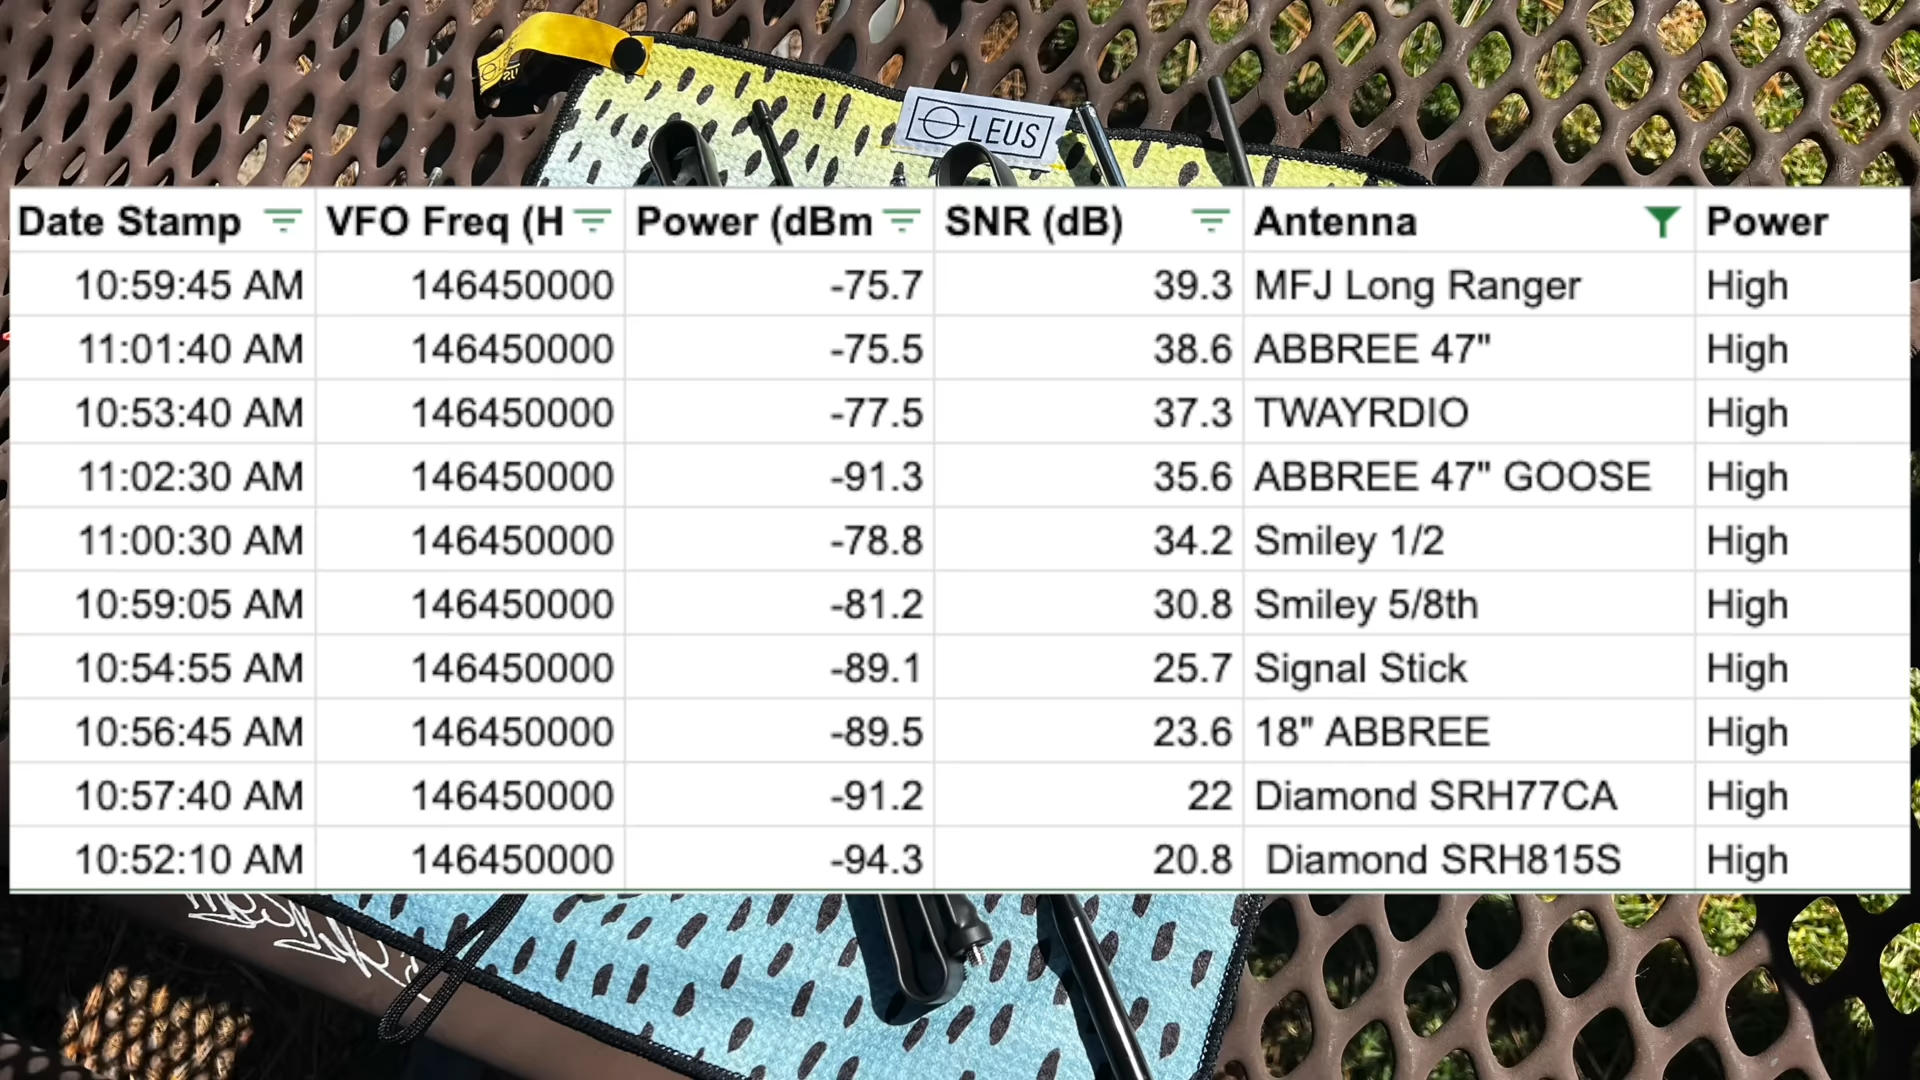 LEUS
Date Stamp VFO Freq (H Power (dBm SNR (dB) Antenna Power
10:59:45 AM 146450000 -75.7 39.3 MFJ Long Ranger High
11:01:40 AM 146450000 -75.5 38.6 ABBREE 47" High
10:53:40 AM 146450000 -77.5 37.3 TWAYRDIO High
11:02:30 AM 146450000 -91.3 35.6 ABBREE 47" GOOSE High
11:00:30 AM 146450000 -78.8 34.2 Smiley 1/2 High
10:59:05 AM 146450000 -81.2 30.8 Smiley 5/8th High
10:54:55 AM 146450000 -89.1 25.7 Signal Stick High
10:56:45 AM 146450000 -89.5 23.6 18" ABBREE High
10:57:40 AM 146450000 -91.2 22 Diamond SRH77CA High
10:52:10 AM 146450000 -94.3 20.8 Diamond SRH815S High